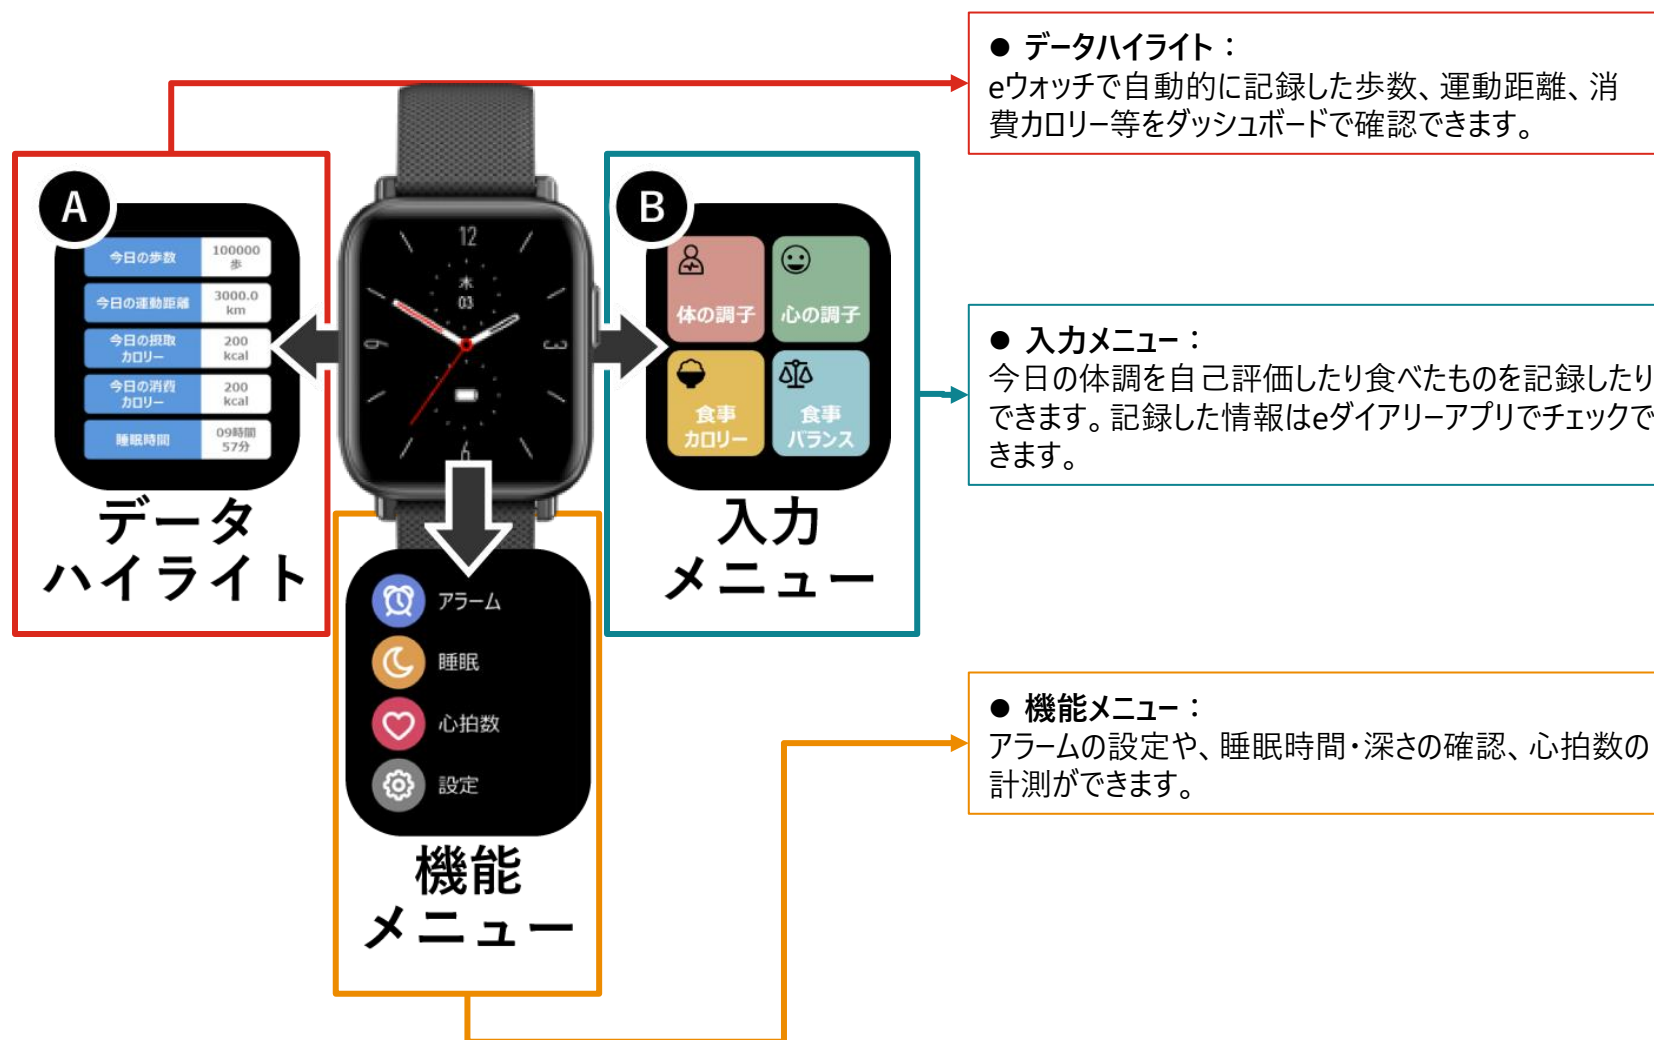 ● データハイライト：
eウォッチで自動的に記録した歩数、運動距離、消
費カロリー等をダッシュボードで確認できます。
A
今日の歩数
100000
歩
今日の運動距離
3000.0
km
今日の摂取
カロリー
200
kcal
今日の消費
カロリー
200
kcal
睡眠時間
09時間
57分
データ
ハイライト
12
木
03
3
6
9
B
体の調子
心の調子
食事
カロリー
食事
バランス
入力
メニュー
● 入力メニュー：
今日の体調を自己評価したり食べたものを記録したり
できます。記録した情報はeダイアリーアプリでチェックで
きます。
アラーム
睡眠
心拍数
設定
機能
メニュー
● 機能メニュー：
アラームの設定や、睡眠時間・深さの確認、心拍数の
計測ができます。